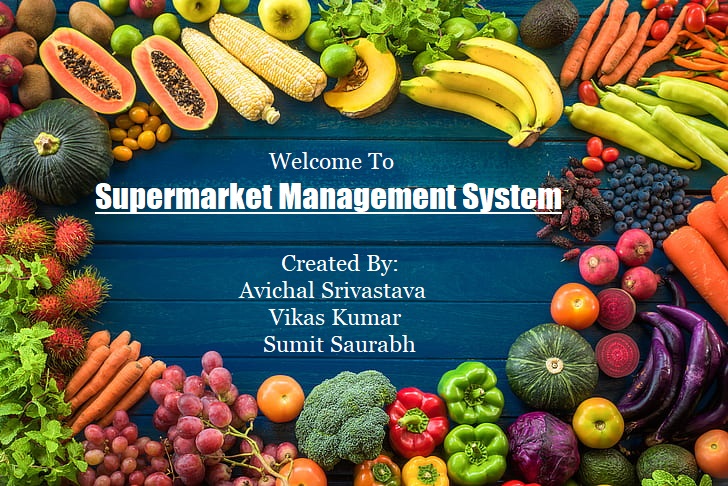 Welcome To
Supermarket Management System
Created By:
Avichal Srivastava
Vikas Kumar
Sumit Saurabh